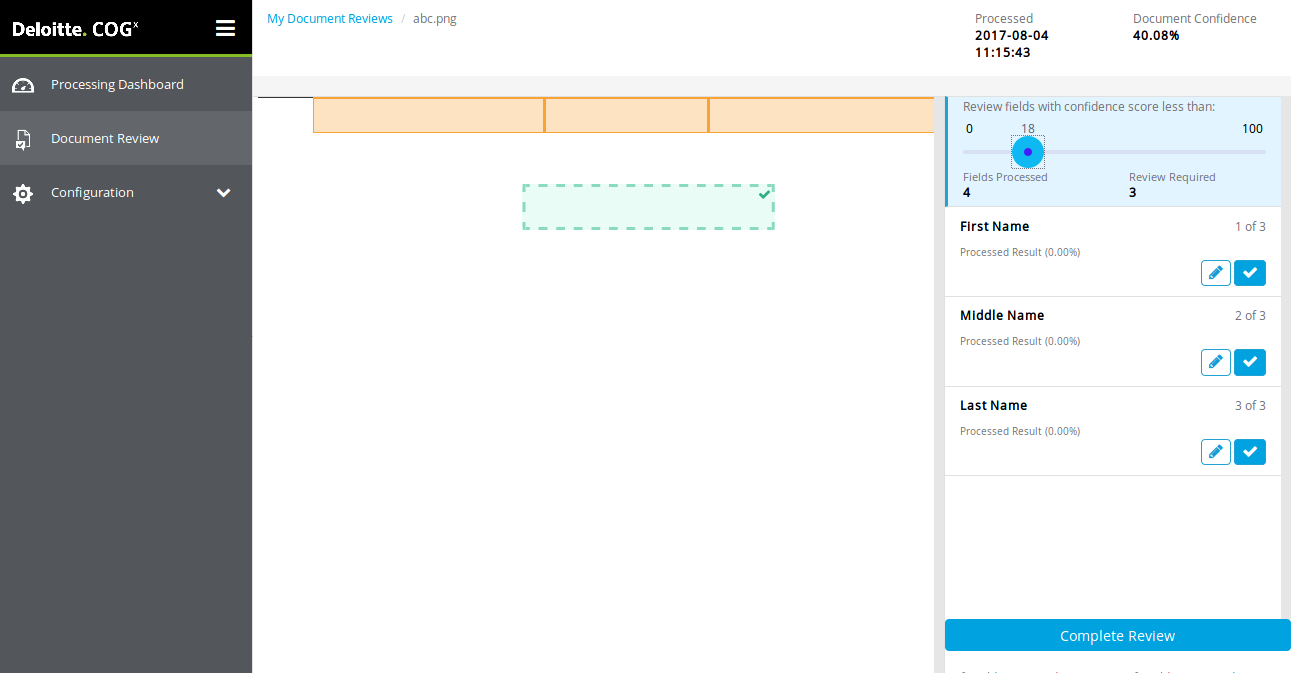 Deloitte. COGx
Processing Dashboard
Document Review
Configuration
My Document Reviews / abc.png
Processed
2017-08-04
11:15:43
Document Confidence
40.08%
Review fields with confidence score less than:
0 18 100
Fields Processed
4
Review Required
3
First Name 1 of 3
Processed Result (0.00%)
Middle Name 2 of 3
Processed Result (0.00%)
Last Name 3 of 3
Processed Result (0.00%)
Complete Review